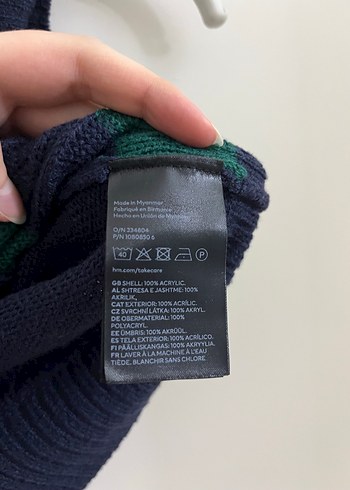 Made in Myanmar
Fabriqué en Birmanie
Hecho en Unión de Myanmar
O/N 334804
P/N 1080830 6
40 P
hm.com/takecare
GB SHELL: 100% ACRYLIC.
AL SHTRESA E JASHTME: 100%
AKRILIK.
CAT EXTERIOR: 100% ACRÍLIC.
CZ SVRCHNÍ LÁTKA: 100% AKRYL.
DE OBERMATERIAL: 100%
POLYACRYL.
EE ÜMBRIS: 100% AKRÜÜL.
ES TELA EXTERIOR: 100% ACRÍLICO.
FI PÄÄLLISKANGAS: 100% AKRYYLIA.
FR LAVER À LA MACHINE À L'EAU
TIÈDE. BLANCHIR SANS CHLORE.